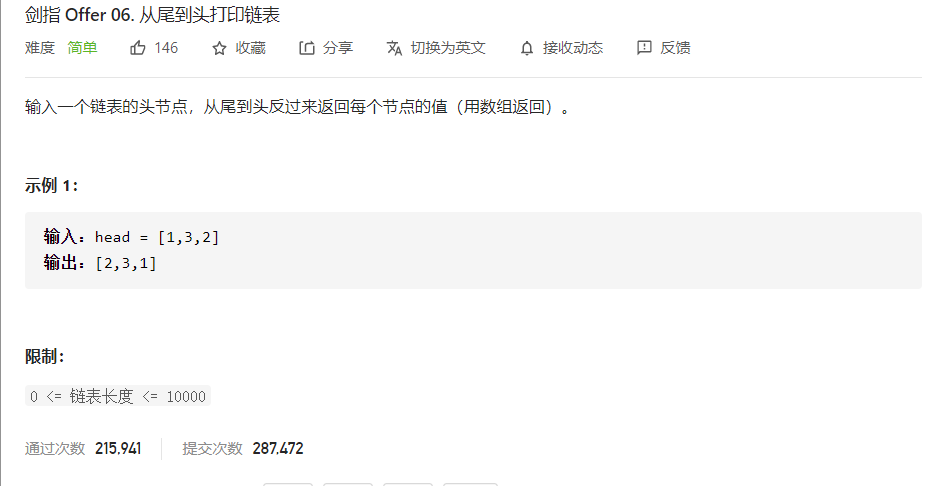 剑指 Offer 06. 从尾到头打印链表
难度 简单 146 收藏 分享 切换为英文 接收动态 反馈
输入一个链表的头节点，从尾到头反过来返回每个节点的值（用数组返回）。
示例 1：
输入：head = [1,3,2]
输出：[2,3,1]
限制：
0 <= 链表长度 <= 10000
通过次数 215,941 提交次数 287,472